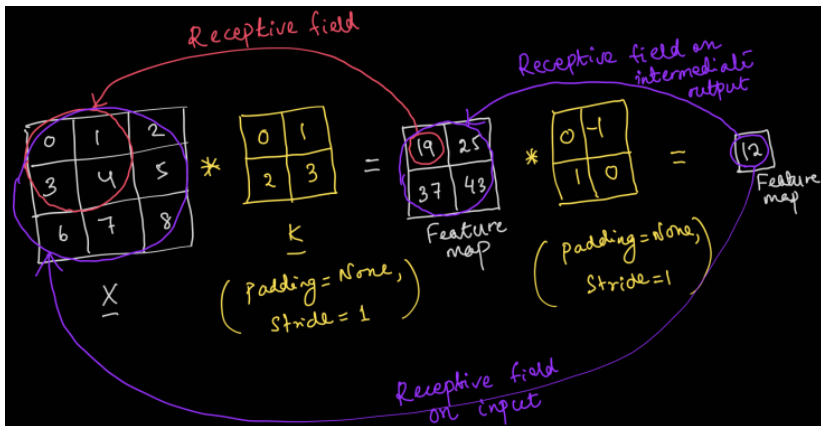 Receptive field
Receptive field on
intermediate
output
0 1 2
3 4 5
6 7 8
X
*
0 1
2 3
K
(Padding=None,
Stride=1)
=
19 25
37 43
Feature
map
*
0 -1
1 0
(Padding=None,
Stride=1)
=
12
Feature
map
Receptive field
on input